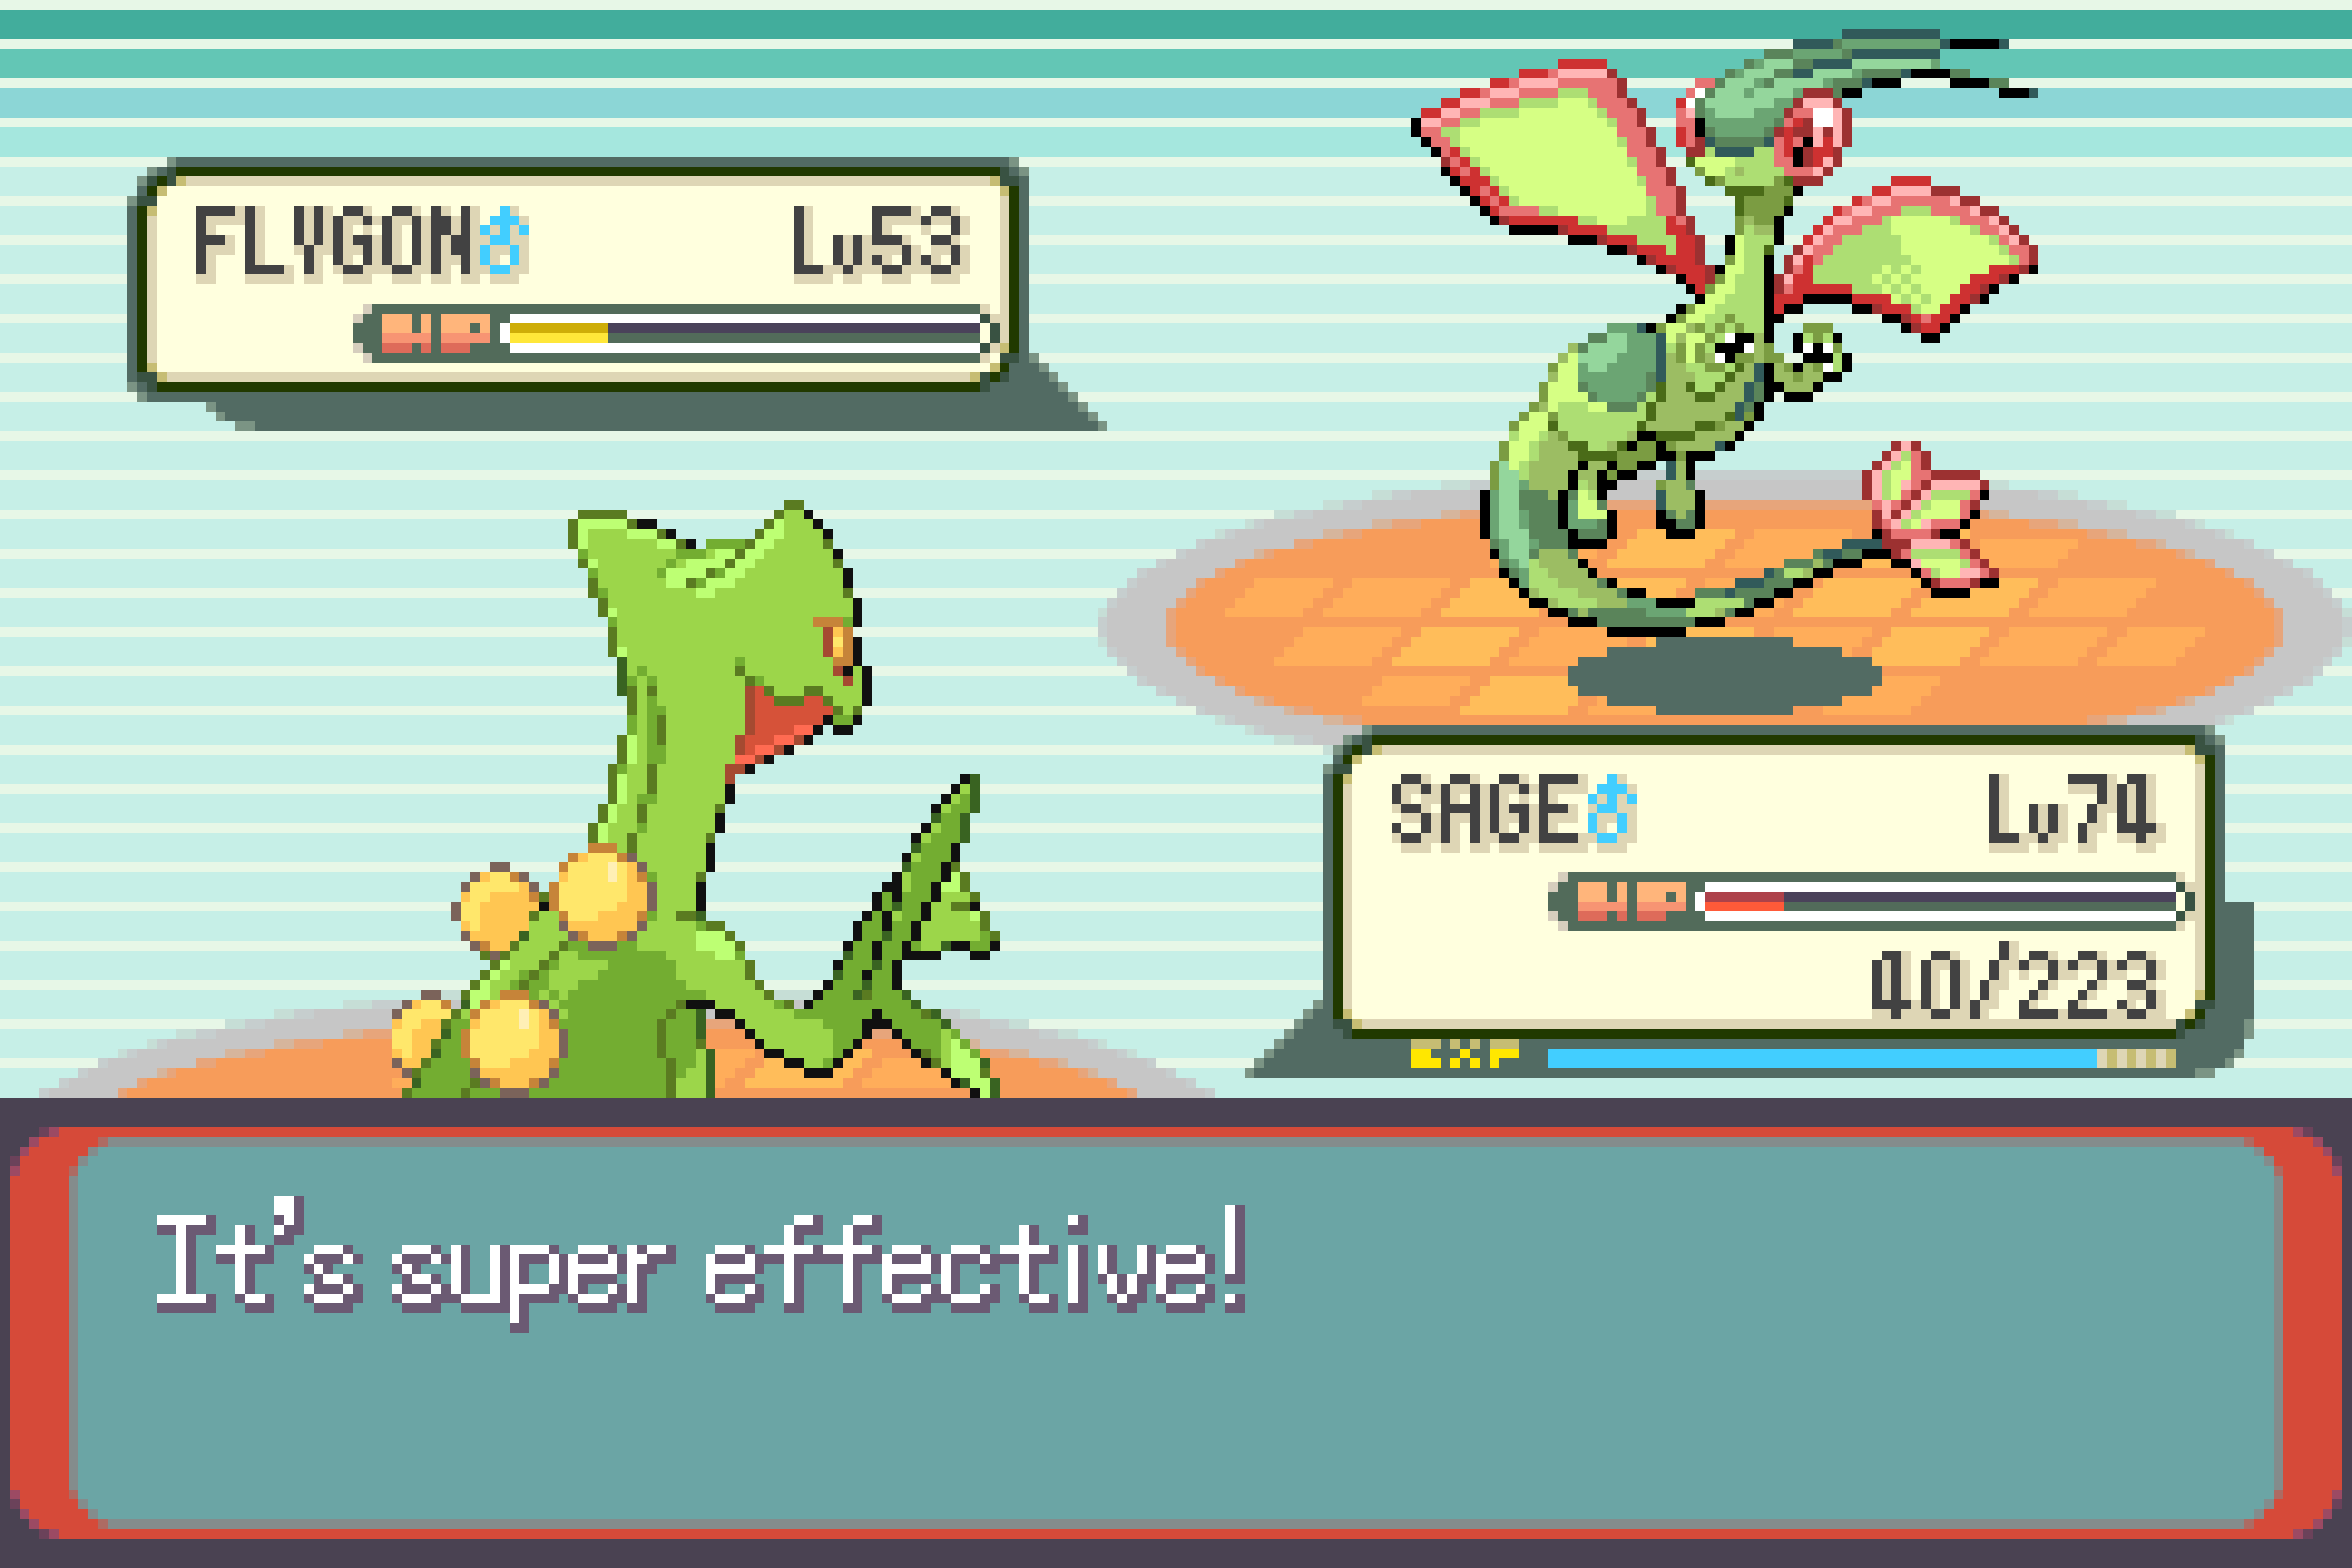 FLYGON♂ Lv53
HP
SAGE♂ Lv74
HP
40/223
EXP
It's super effective!